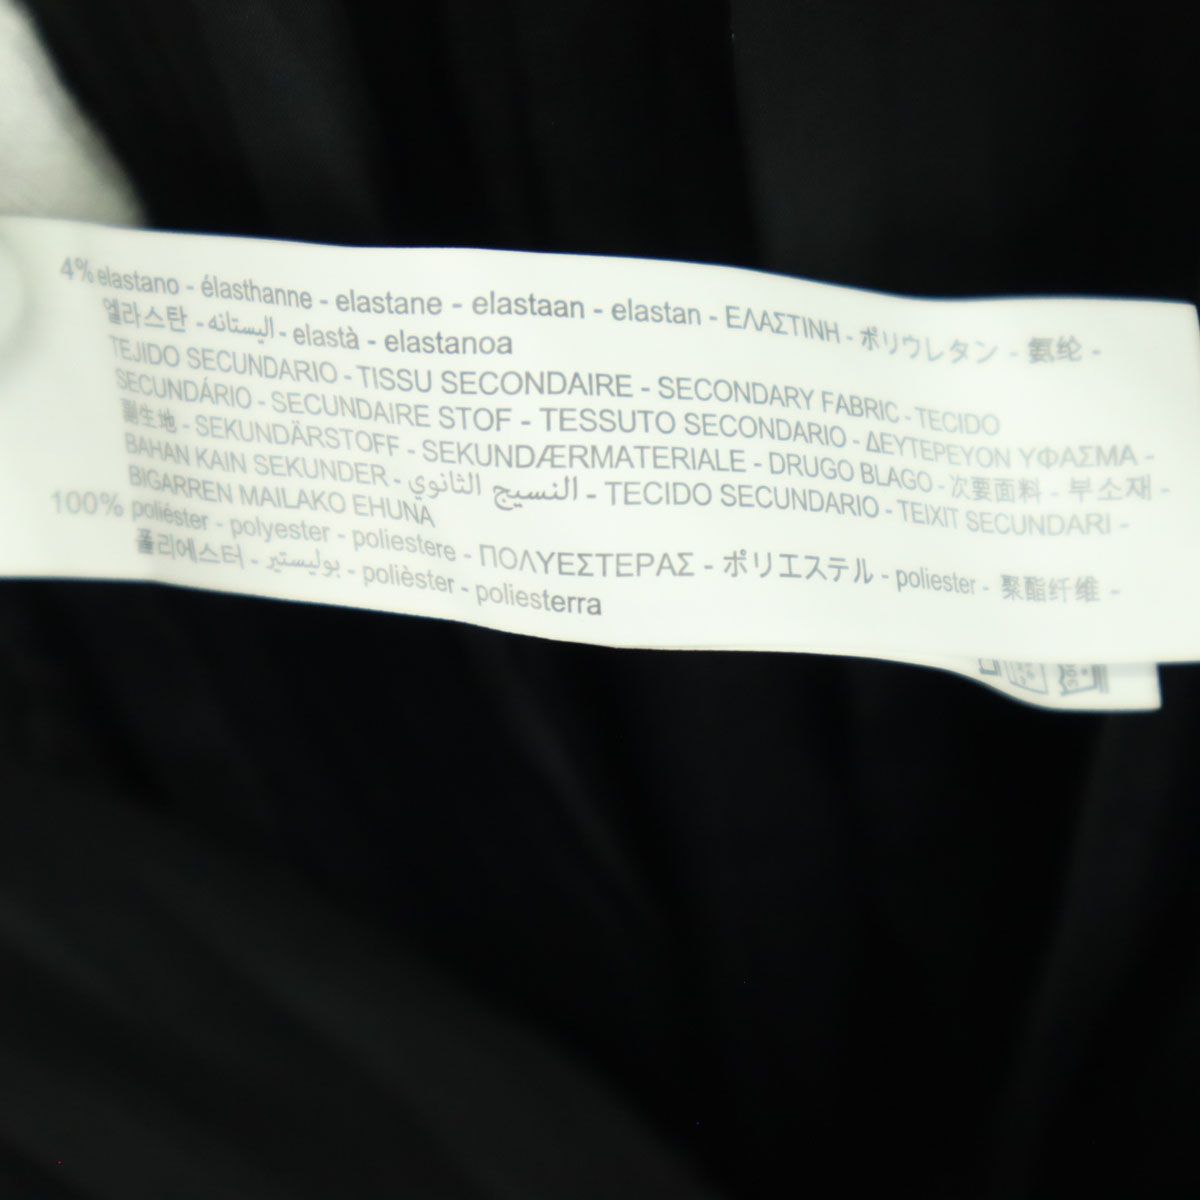 4% elastano - élasthanne - elastane - elastaan - elastan - ΕΛΑΣΤΙΝΗ - ポリウレタン - 氨纶 -
엘라스탄 - اليستانه - elastà - elastanoa
TEJIDO SECUNDARIO - TISSU SECONDAIRE - SECONDARY FABRIC - TECIDO
SECUNDÁRIO - SECUNDAIRE STOF - TESSUTO SECONDARIO - ΔΕΥΤΕΡΕΥΟΝ ΥΦΑΣΜΑ -
副生地 - SEKUNDÄRSTOFF - SEKUNDÆRMATERIALE - DRUGO BLAGO - 次要面料 - 부소재 -
BAHAN KAIN SEKUNDER - النسيج الثانوي - TECIDO SECUNDARIO - TEIXIT SECUNDARI -
BIGARREN MAILAKO EHUNA
100% poliéster - polyester - poliestere - ΠΟΛΥΕΣΤΕΡΑΣ - ポリエステル - poliester - 聚酯纤维 -
폴리에스터 - بوليستير - polièster - poliesterra